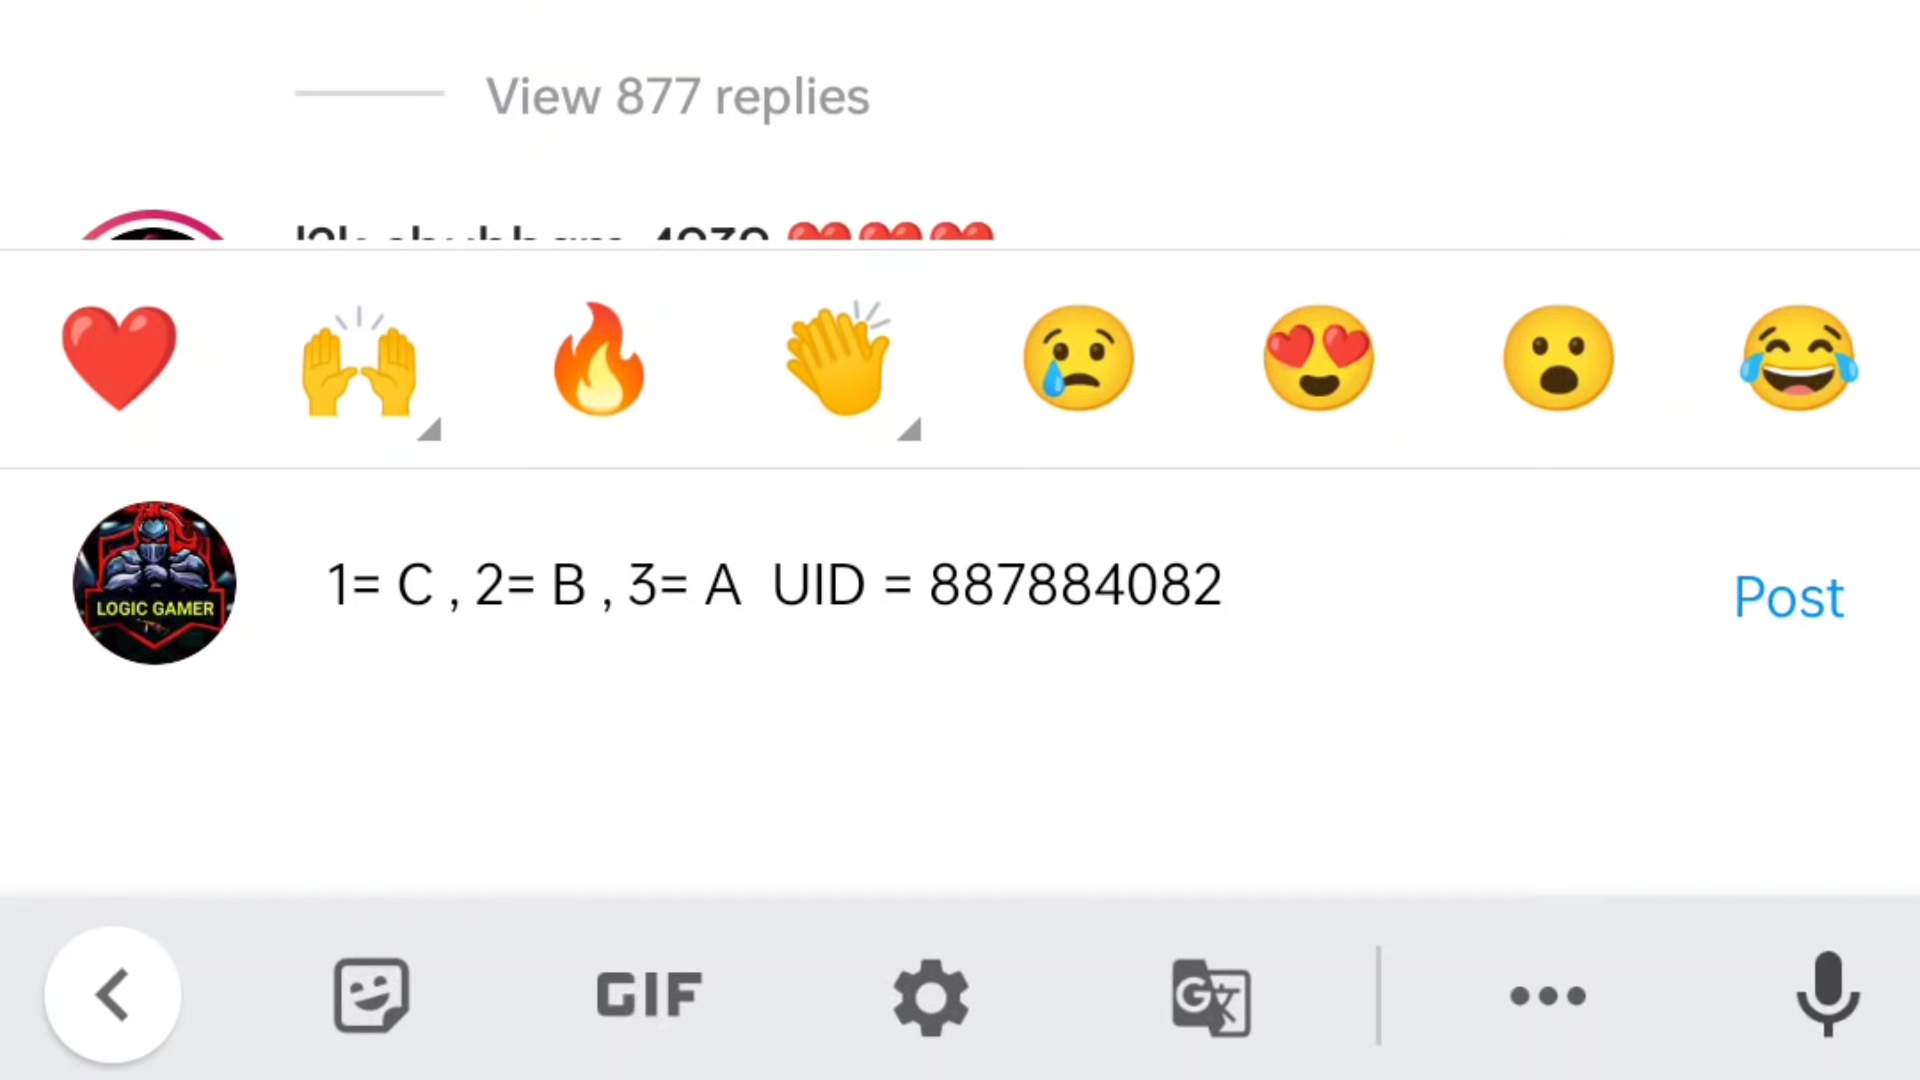 View 877 replies
1= C , 2= B , 3= A UID = 887884082
LOGIC GAMER
Post
GIF